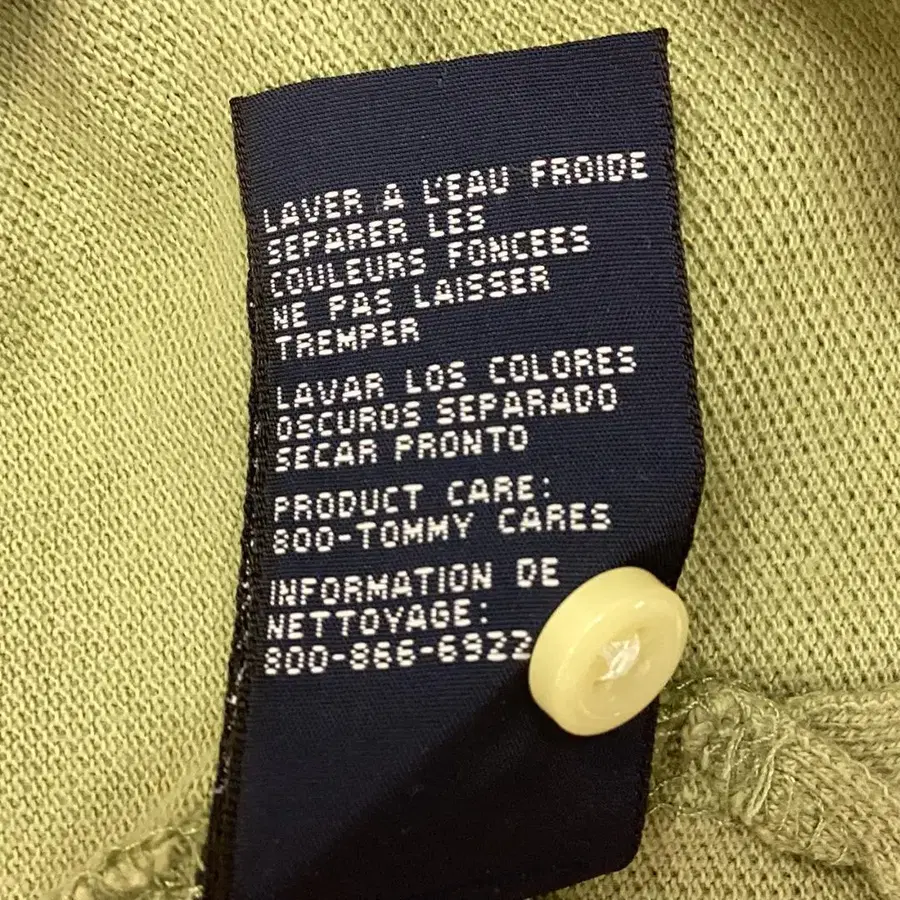 LAVER A L'EAU FROIDE
SEPARER LES
COULEURS FONCEES
NE PAS LAISSER
TREMPER
LAVAR LOS COLORES
OSCUROS SEPARADO
SECAR PRONTO
PRODUCT CARE:
800-TOMMY CARES
INFORMATION DE
NETTOYAGE:
800-866-6922